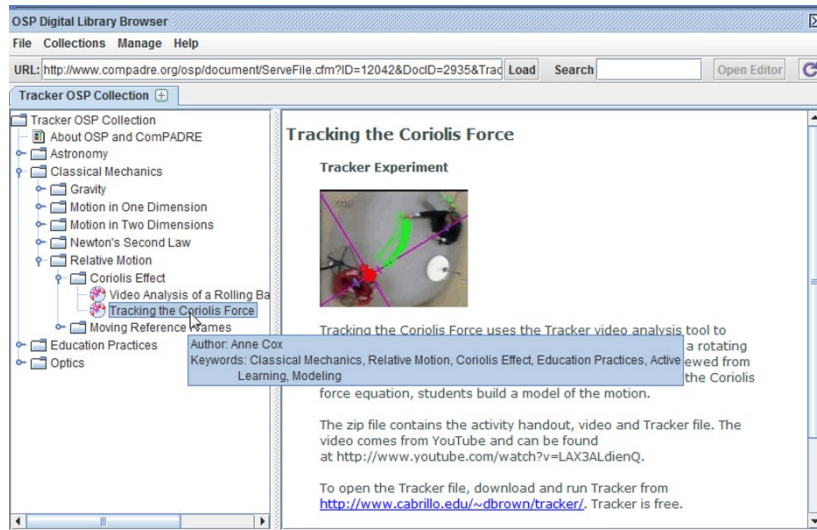 OSP Digital Library Browser
File Collections Manage Help
URL: http://www.compadre.org/osp/document/ServeFile.cfm?ID=12042&DocID=2935&Trac Load Search Open Editor
Tracker OSP Collection
Tracker OSP Collection
About OSP and ComPADRE
Astronomy
Classical Mechanics
Gravity
Motion in One Dimension
Motion in Two Dimensions
Newton's Second Law
Relative Motion
Coriolis Effect
Video Analysis of a Rolling Ba
Tracking the Coriolis Force
Moving Reference Frames
Education Practices
Optics
Author: Anne Cox
Keywords: Classical Mechanics, Relative Motion, Coriolis Effect, Education Practices, Active
Learning, Modeling
Tracking the Coriolis Force
Tracker Experiment
Tracking the Coriolis Force uses the Tracker video analysis tool to
a rotating
ewed from
the Coriolis
force equation, students build a model of the motion.
The zip file contains the activity handout, video and Tracker file. The
video comes from YouTube and can be found
at http://www.youtube.com/watch?v=LAX3ALdienQ.
To open the Tracker file, download and run Tracker from
http://www.cabrillo.edu/~dbrown/tracker/. Tracker is free.